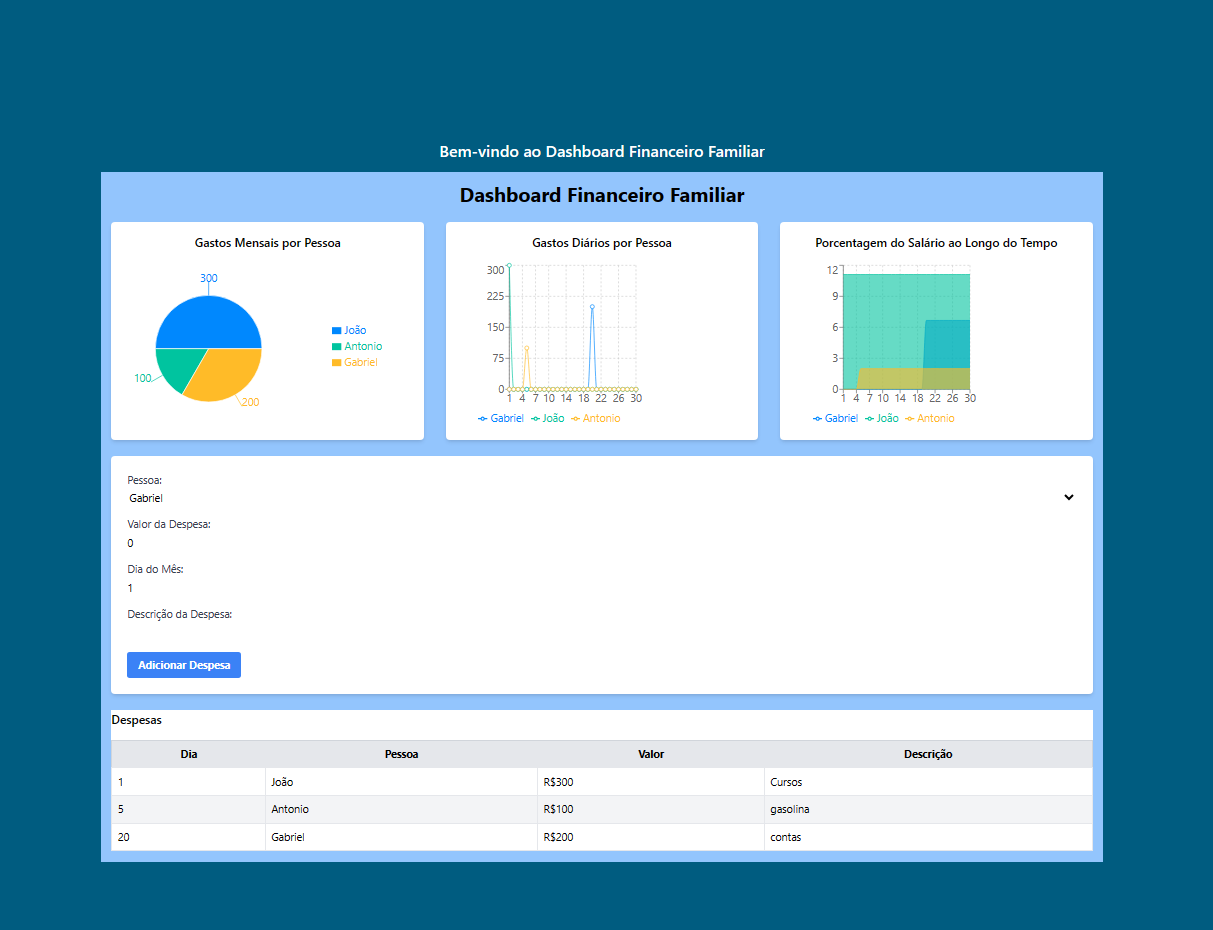 Bem-vindo ao Dashboard Financeiro Familiar
Dashboard Financeiro Familiar
Gastos Mensais por Pessoa
300
100
200
João
Antonio
Gabriel
Gastos Diários por Pessoa
300
225
150
75
0
1 4 7 10 14 18 22 26 30
Gabriel João Antonio
Porcentagem do Salário ao Longo do Tempo
12
9
6
3
0
1 4 7 10 14 18 22 26 30
Gabriel João Antonio
Pessoa:
Gabriel
Valor da Despesa:
0
Dia do Mês:
1
Descrição da Despesa:
Adicionar Despesa
Despesas
Dia Pessoa Valor Descrição
1 João R$300 Cursos
5 Antonio R$100 gasolina
20 Gabriel R$200 contas